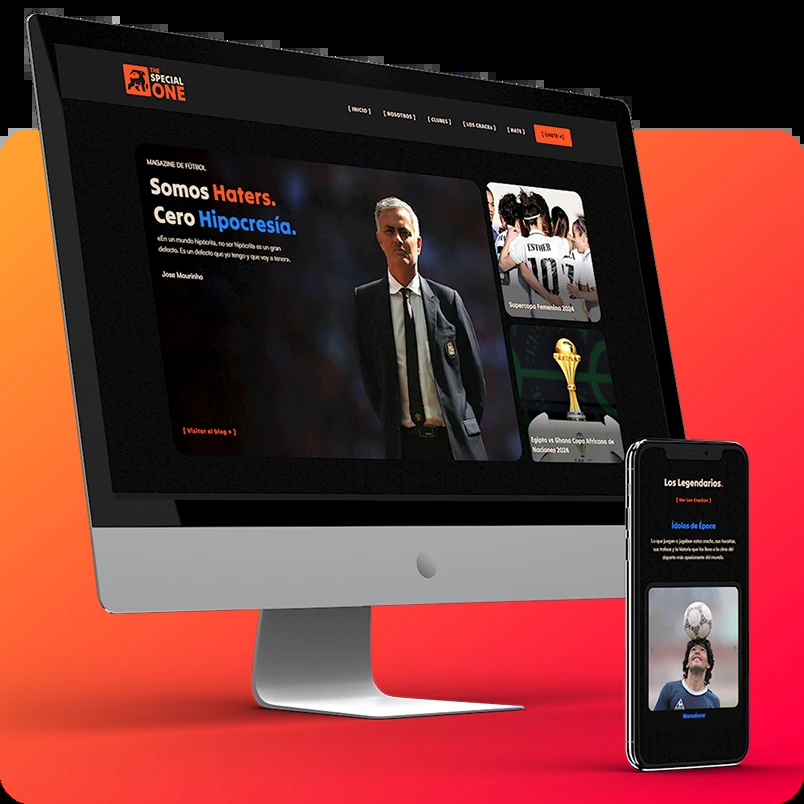 THE
SPECIAL
ONE
[ INICIO ]
[ NOSOTROS ]
[ CLUBES ]
[ LOS CRACKs ]
[ HATE ]
[ ÚNETE +]
MAGAZINE DE FÚTBOL
Somos Haters.
Cero Hipocresía.
«En un mundo hipócrita, no ser hipócrita es un gran
defecto. Es un defecto que yo tengo y que voy a tener».
Jose Mourinho
[ Visitar el blog + ]
ESTHER
10
Supercopa Femenina 2024
Egipto vs Ghana Copa Africana de
Naciones 2024
Los Legendarios.
[ Ver Los Cracks+ ]
Ídolos de Época
Lo que juegan o jugaban estos cracks, sus hazañas,
sus trofeos y la historia que los llevo a la cima del
deporte más apasionante del mundo.
Maradona